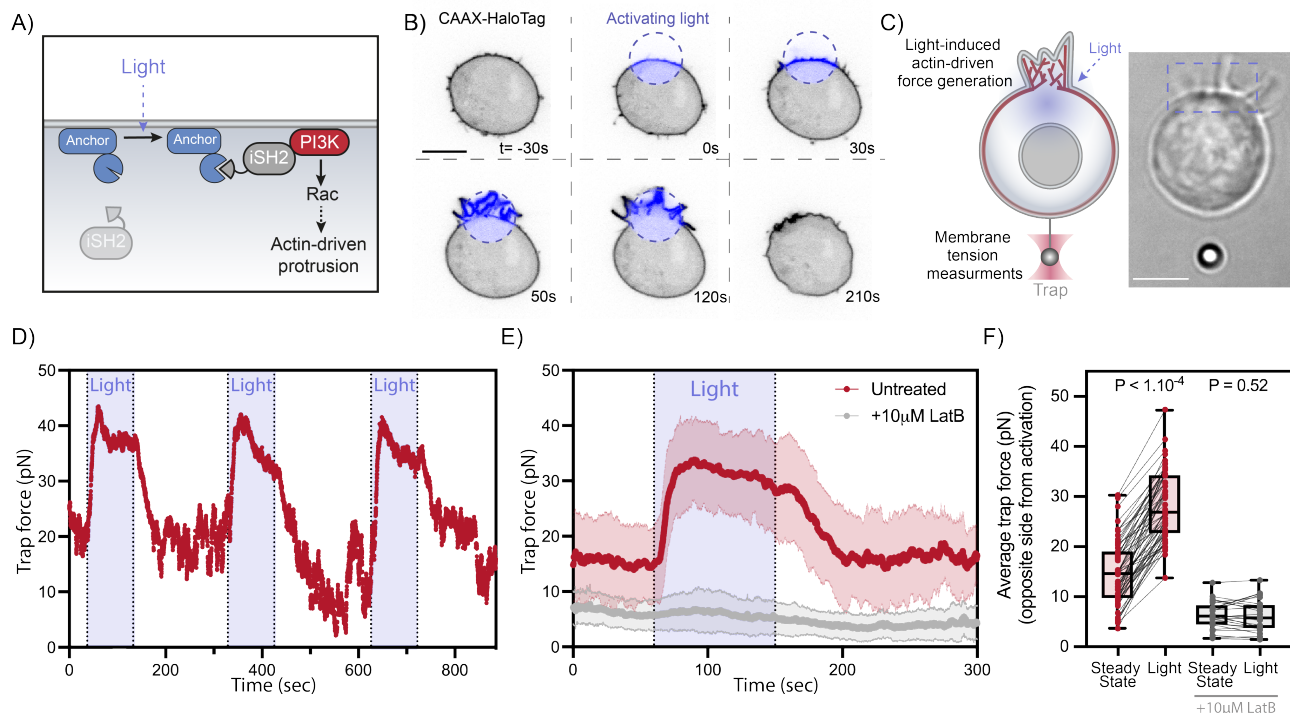 A)
Light
Anchor
Anchor
iSH2
PI3K
Rac
Actin-driven
protrusion
iSH2
B)
CAAX-HaloTag
Activating light
t= -30s
0s
30s
50s
120s
210s
C)
Light-induced
actin-driven
force generation
Light
Membrane
tension
measurments
Trap
D)
Trap force (pN)
50
40
30
20
10
0
Light
Light
Light
0
200
400
600
800
Time (sec)
E)
Trap force (pN)
50
40
30
20
10
0
Light
Untreated
+10µM LatB
0
100
200
300
Time (sec)
F)
Average trap force (pN)
(opposite side from activation)
50
40
30
20
10
0
P < 1.10-4
P = 0.52
Steady
State
Light
Steady
State
Light
+10µM LatB